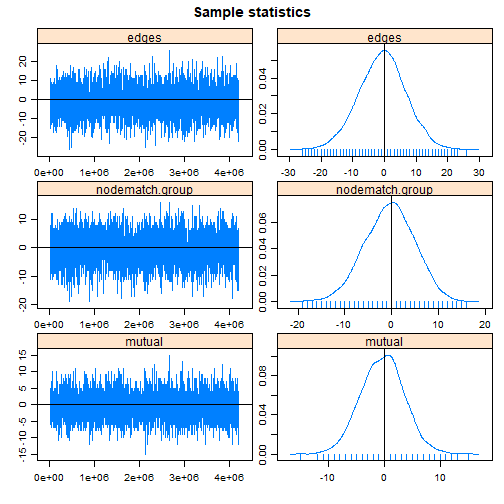 Sample statistics
edges
edges
-20 -10 0 10 20
0.00 0.02 0.04
0e+00 1e+06 2e+06 3e+06 4e+06
-30 -20 -10 0 10 20 30
nodematch.group
nodematch.group
-20 -10 0 10
0.00 0.02 0.04 0.06
0e+00 1e+06 2e+06 3e+06 4e+06
-20 -10 0 10 20
mutual
mutual
-15 -10 -5 0 5 10 15
0.00 0.04 0.08
0e+00 1e+06 2e+06 3e+06 4e+06
-10 0 10